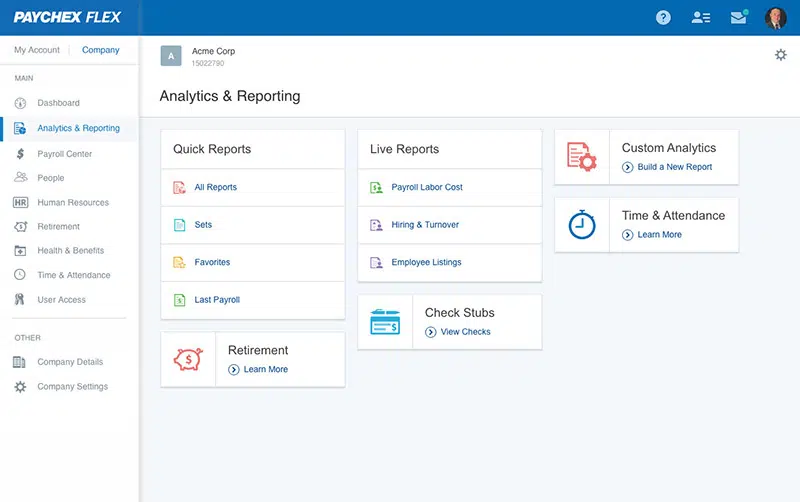 PAYCHEX FLEX
?
My Account
Company
MAIN
Dashboard
Analytics & Reporting
$ Payroll Center
People
HR Human Resources
Retirement
Health & Benefits
Time & Attendance
User Access
OTHER
Company Details
Company Settings
A
Acme Corp
15022790
Analytics & Reporting
Quick Reports
All Reports
Sets
Favorites
Last Payroll
$
Retirement
Learn More
Live Reports
Payroll Labor Cost
Hiring & Turnover
Employee Listings
$
Check Stubs
View Checks
Custom Analytics
Build a New Report
Time & Attendance
Learn More